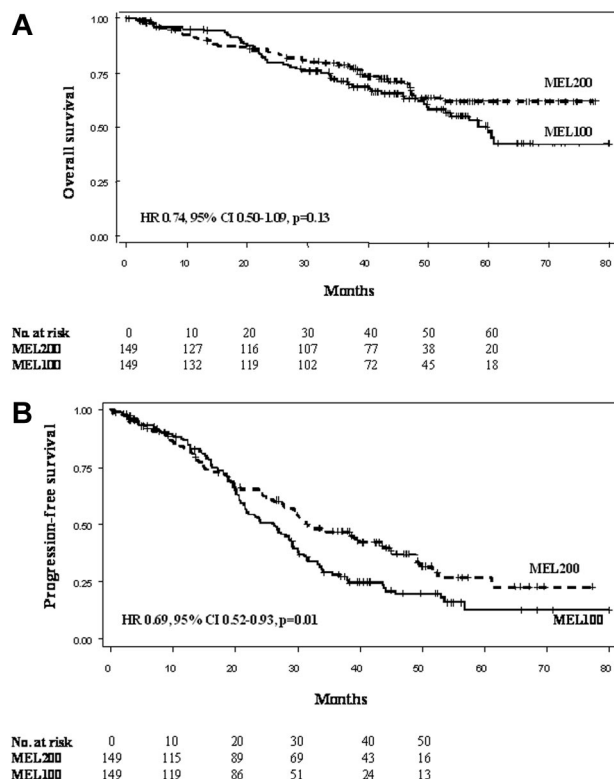 A
1.00
0.75
0.50
0.25
0.00
Overall survival
MEL200
MEL100
HR 0.74, 95% CI 0.50-1.09, p=0.13
0 10 20 30 40 50 60 70 80
Months
No. at risk 0 10 20 30 40 50 60
MEL200 149 127 116 107 77 38 20
MEL100 149 132 119 102 72 45 18
B
1.00
0.75
0.50
0.25
0.00
Progression-free survival
MEL200
MEL100
HR 0.69, 95% CI 0.52-0.93, p=0.01
0 10 20 30 40 50 60 70 80
Months
No. at risk 0 10 20 30 40 50
MEL200 149 115 89 69 43 16
MEL100 149 119 86 51 24 13